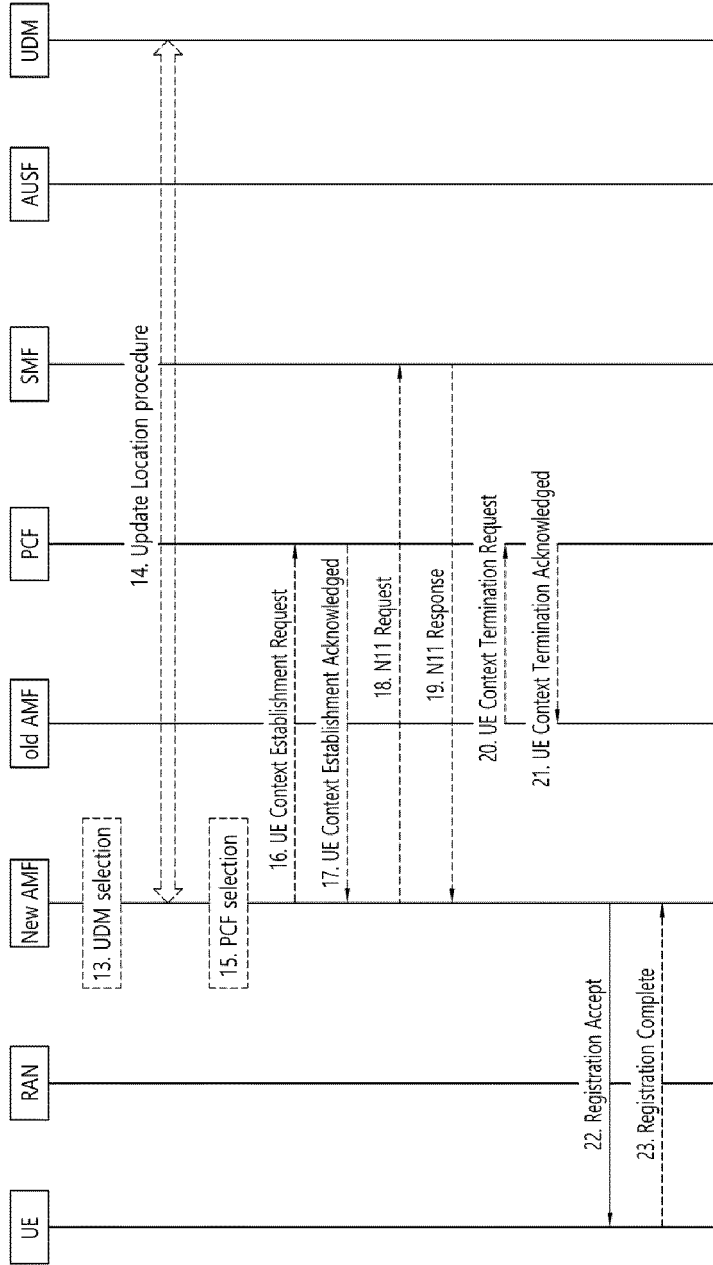 UE
RAN
New AMF
old AMF
PCF
SMF
AUSF
UDM
13. UDM selection
14. Update Location procedure
15. PCF selection
16. UE Context Establishment Request
17. UE Context Establishment Acknowledged
18. N11 Request
19. N11 Response
20. UE Context Termination Request
21. UE Context Termination Acknowledged
22. Registration Accept
23. Registration Complete